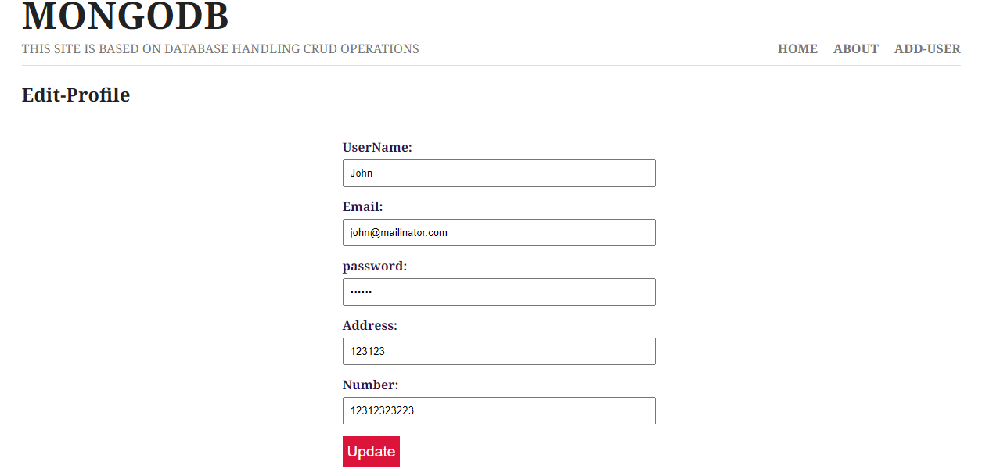 MONGODB
THIS SITE IS BASED ON DATABASE HANDLING CRUD OPERATIONS HOME ABOUT ADD-USER
Edit-Profile
UserName:
John
Email:
john@mailinator.com
password:
••••••
Address:
123123
Number:
12312323223
Update